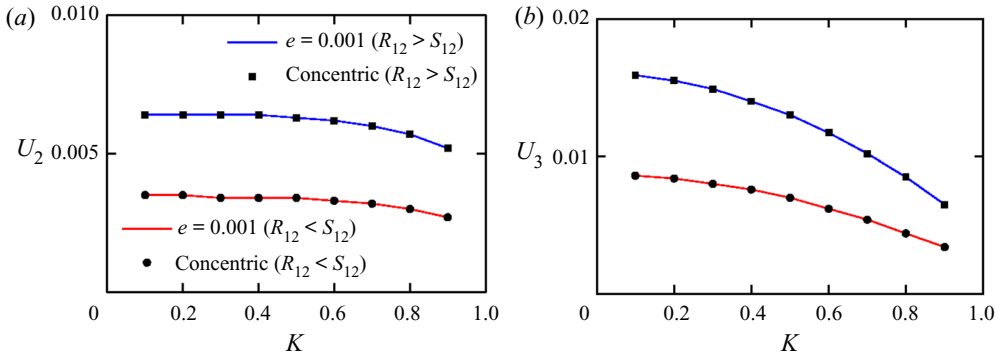 (a)
0.010
e = 0.001 (R12 > S12)
Concentric (R12 > S12)
U2
0.005
e = 0.001 (R12 < S12)
Concentric (R12 < S12)
0 0.2 0.4 0.6 0.8 1.0
K
(b)
0.02
U3
0.01
0 0.2 0.4 0.6 0.8 1.0
K